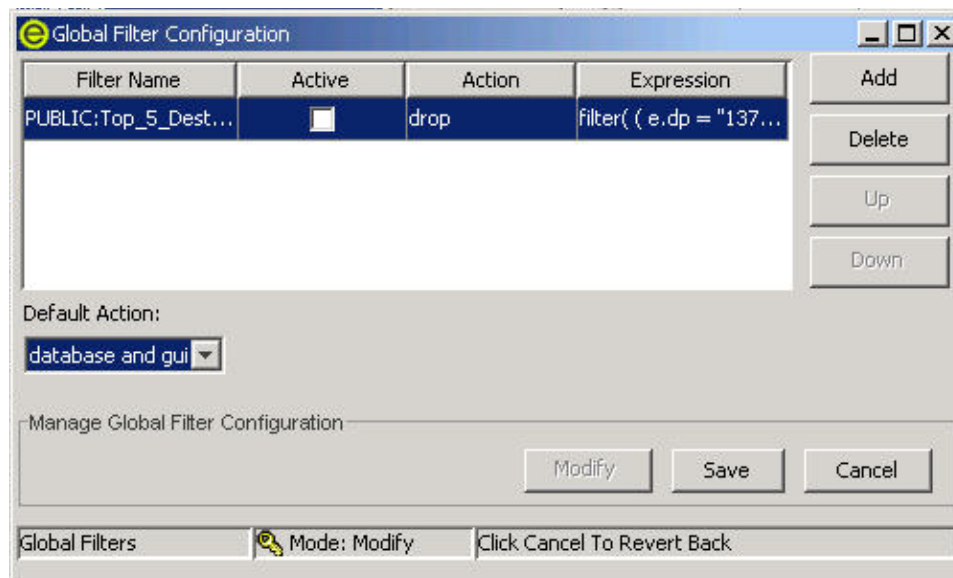 Global Filter Configuration
Filter Name Active Action Expression
PUBLIC:Top_5_Dest... drop filter( ( e.dp = "137...
Add
Delete
Up
Down
Default Action:
database and gui
Manage Global Filter Configuration
Modify Save Cancel
Global Filters Mode: Modify Click Cancel To Revert Back